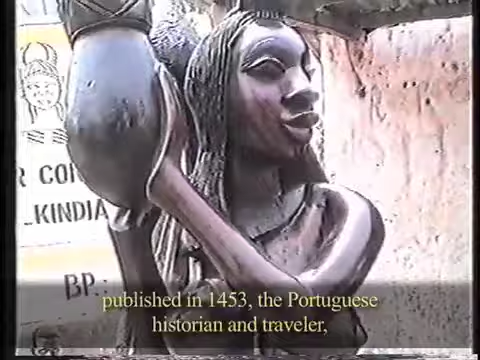 R CON
KINDIA
BP.:
published in 1453, the Portuguese
historian and traveler,